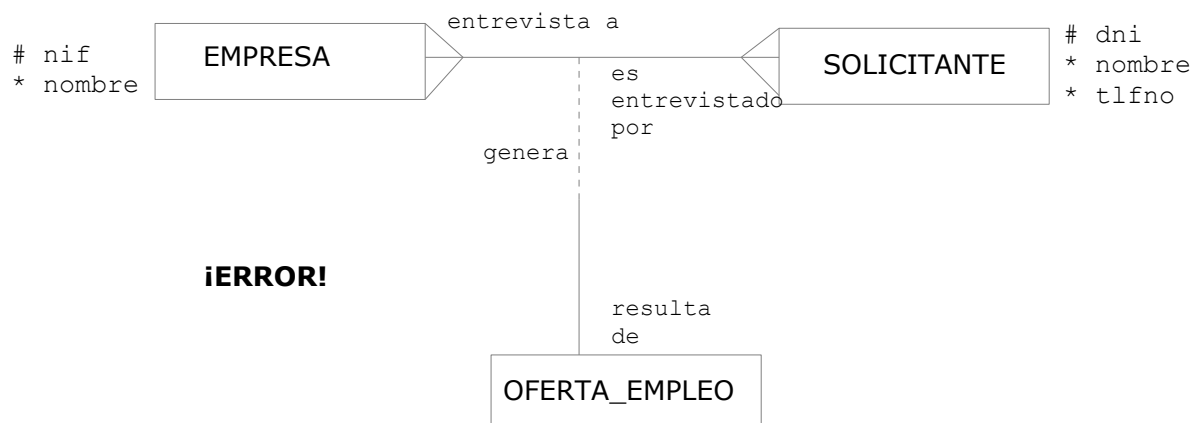 entrevista a
# nif
* nombre
EMPRESA
SOLICITANTE
# dni
* nombre
* tlfno
es
entrevistado
por
genera
¡ERROR!
resulta
de
OFERTA_EMPLEO